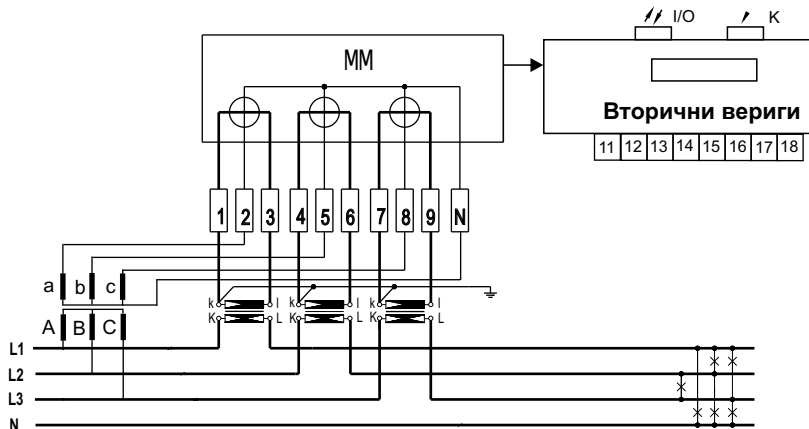 I/O K
MM
Вторични вериги
11 12 13 14 15 16 17 18
1 2 3 4 5 6 7 8 9 N
a b c
k l k l k l
K L K L K L
A B C
L1
L2
L3
N